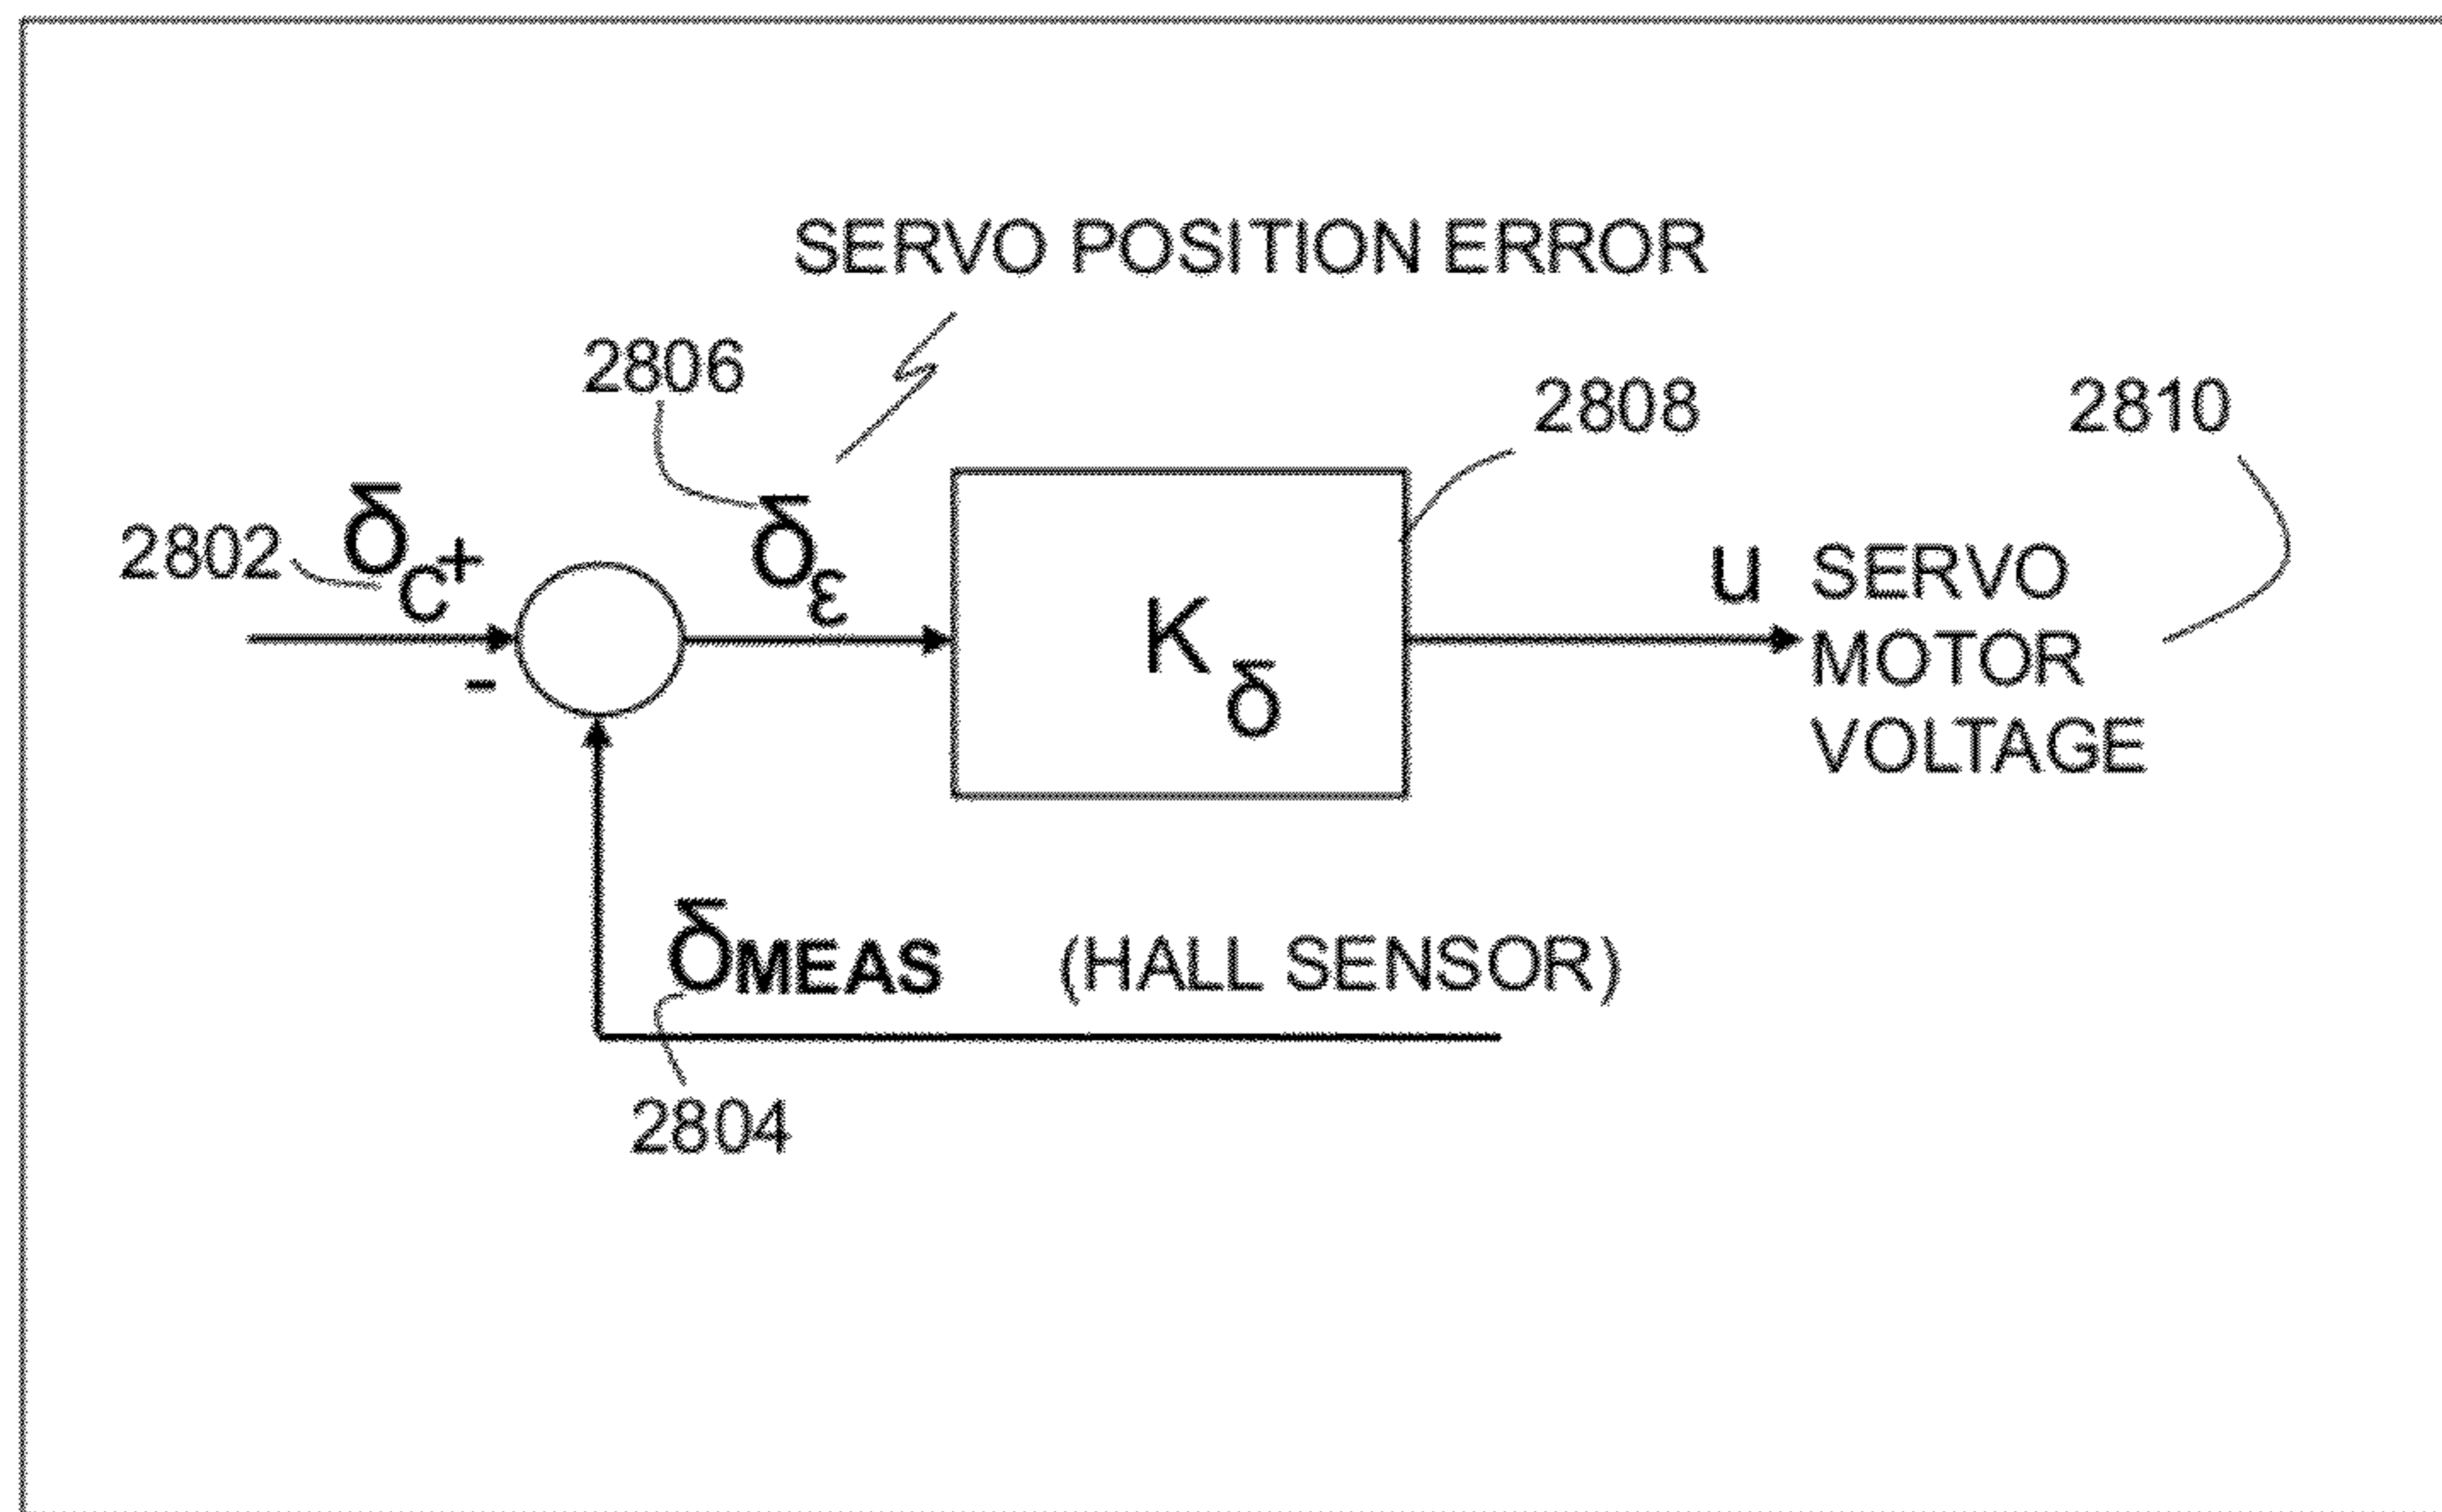 SERVO POSITION ERROR
2806
2808
2810
2802
δc+
δε
-
Kδ
u SERVO
MOTOR
VOLTAGE
δMEAS (HALL SENSOR)
2804